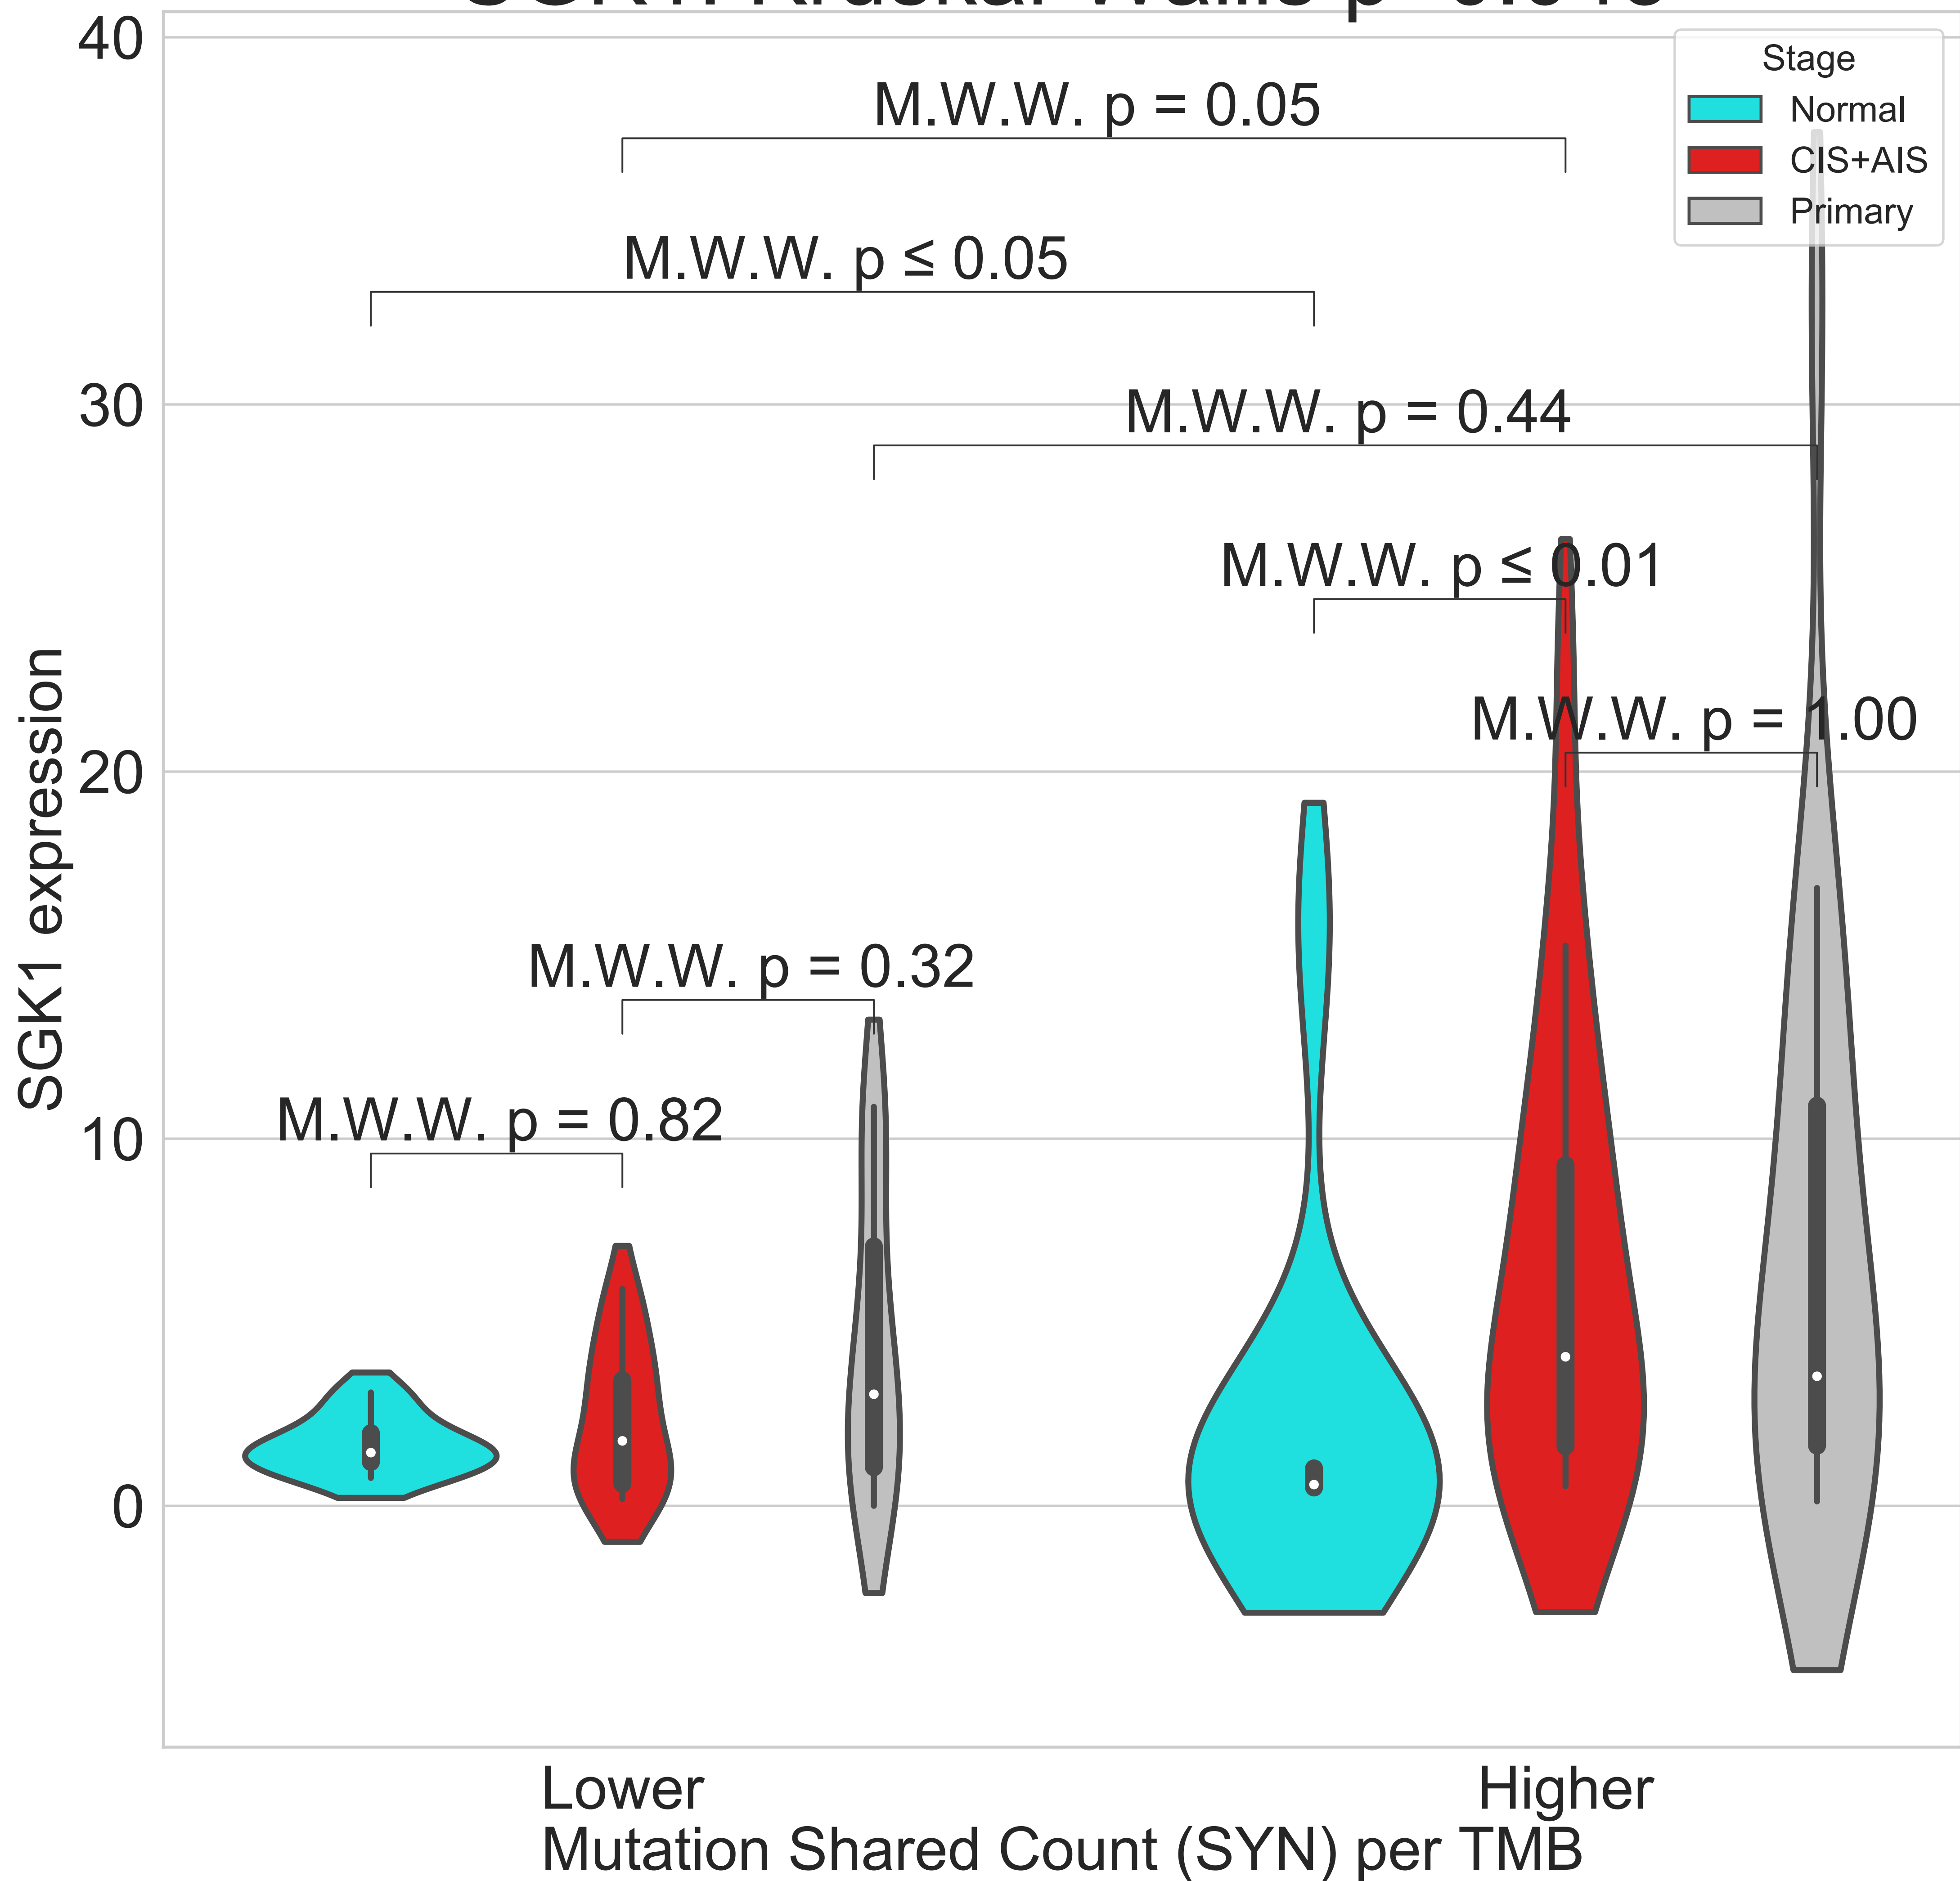 40
Stage
Normal
CIS+AIS
Primary
M.W.W. p = 0.05
M.W.W. p ≤ 0.05
30
M.W.W. p = 0.44
M.W.W. p ≤ 0.01
20
M.W.W. p = 1.00
SGK1 expression
M.W.W. p = 0.32
10
M.W.W. p = 0.82
0
Lower
Higher
Mutation Shared Count (SYN) per TMB